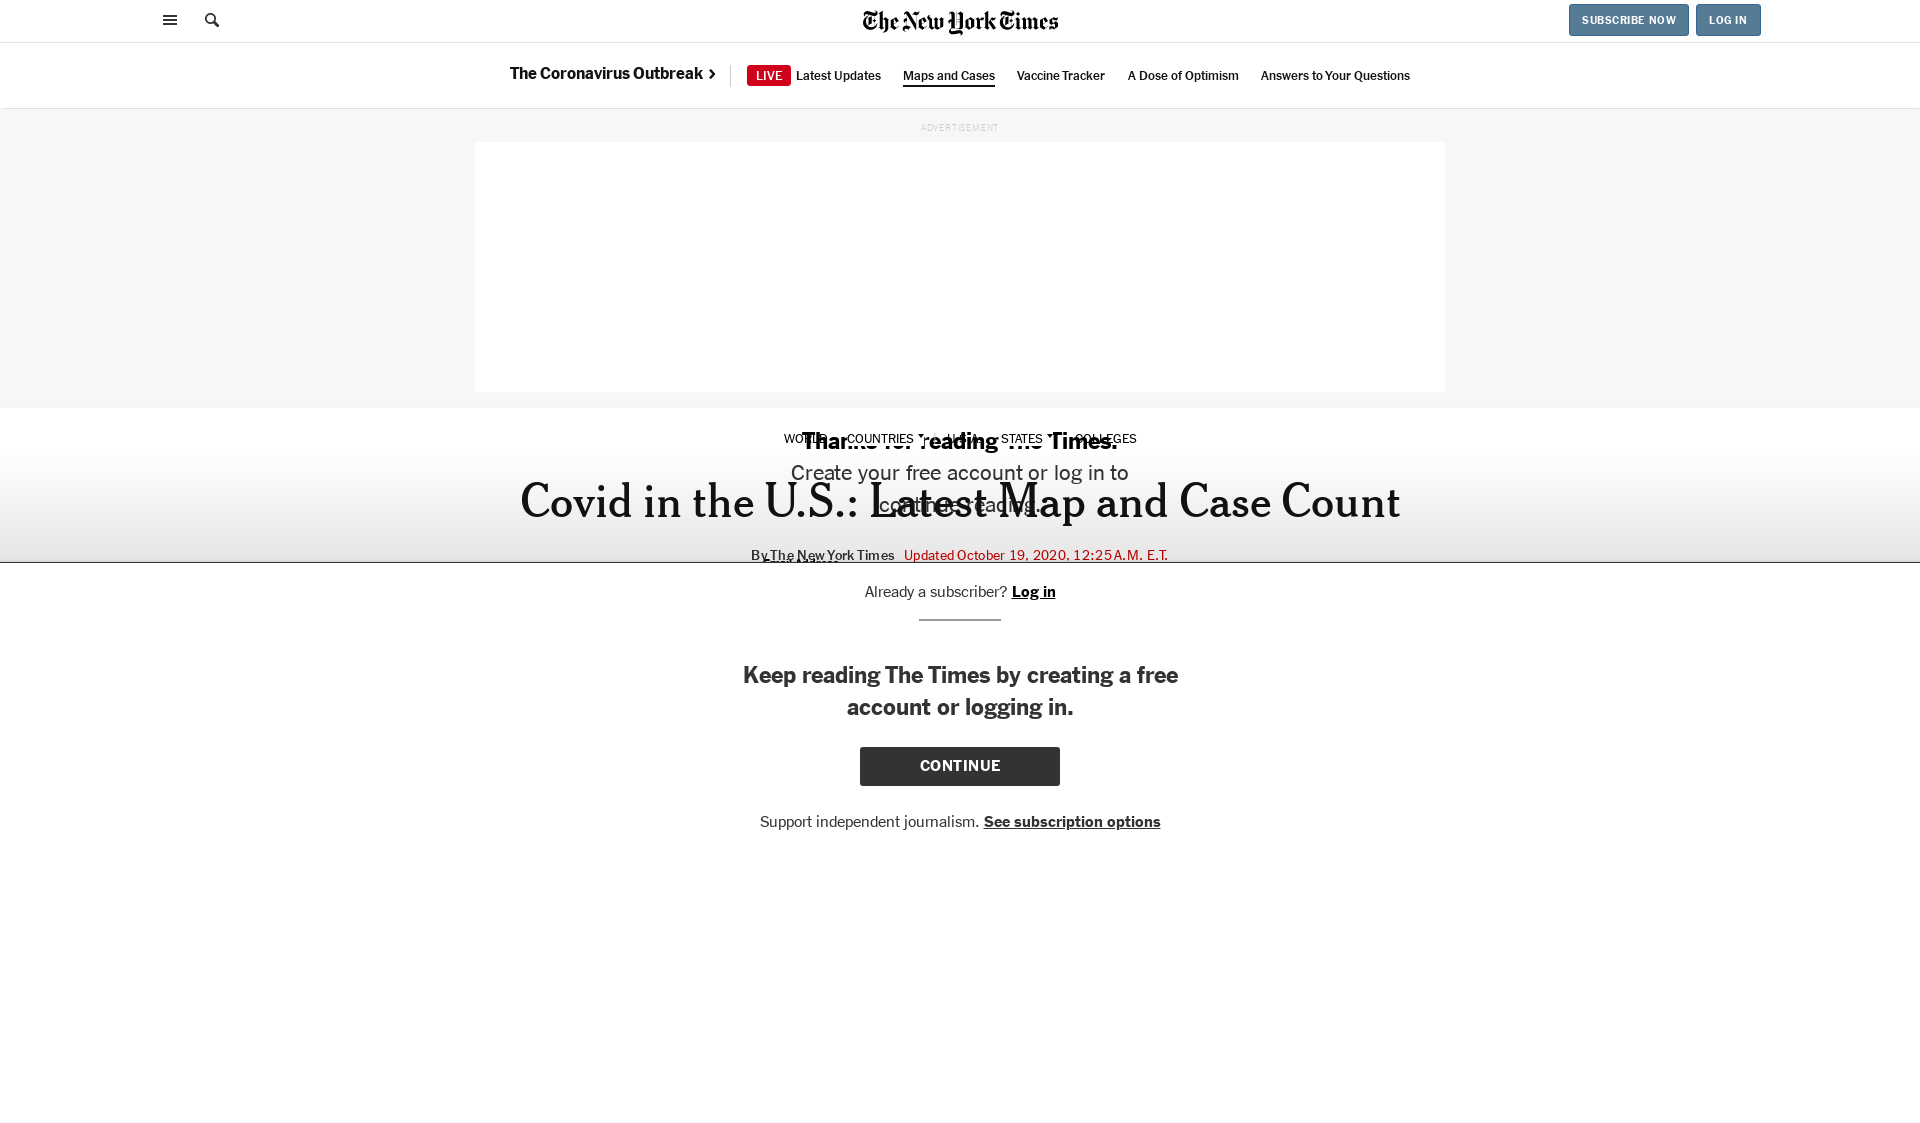 The New York Times
SUBSCRIBE NOW
LOG IN
The Coronavirus Outbreak ›
LIVE Latest Updates
Maps and Cases
Vaccine Tracker
A Dose of Optimism
Answers to Your Questions
ADVERTISEMENT
WORLD COUNTRIES U.S.A. STATES COLLEGES
Thanks for reading The Times.
Create your free account or log in to
continue reading.
Covid in the U.S.: Latest Map and Case Count
By The New York Times Updated October 19, 2020, 12:25 A.M. E.T.
Email Address
Already a subscriber? Log in
Keep reading The Times by creating a free
account or logging in.
CONTINUE
Support independent journalism. See subscription options